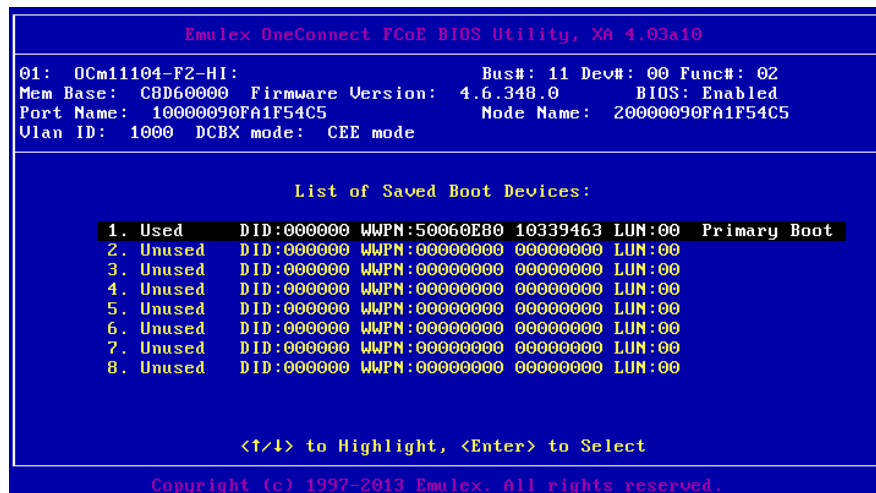 Emulex OneConnect FCoE BIOS Utility, XA 4.03a10
01: OCm11104-F2-HI: Bus#: 11 Dev#: 00 Func#: 02
Mem Base: C8D60000 Firmware Version: 4.6.348.0 BIOS: Enabled
Port Name: 10000090FA1F54C5 Node Name: 20000090FA1F54C5
Vlan ID: 1000 DCBX mode: CEE mode
List of Saved Boot Devices:
1. Used DID:000000 WWPN:50060E80 10339463 LUN:00 Primary Boot
2. Unused DID:000000 WWPN:00000000 00000000 LUN:00
3. Unused DID:000000 WWPN:00000000 00000000 LUN:00
4. Unused DID:000000 WWPN:00000000 00000000 LUN:00
5. Unused DID:000000 WWPN:00000000 00000000 LUN:00
6. Unused DID:000000 WWPN:00000000 00000000 LUN:00
7. Unused DID:000000 WWPN:00000000 00000000 LUN:00
8. Unused DID:000000 WWPN:00000000 00000000 LUN:00
<↑/↓> to Highlight, <Enter> to Select
Copyright (c) 1997-2013 Emulex. All rights reserved.